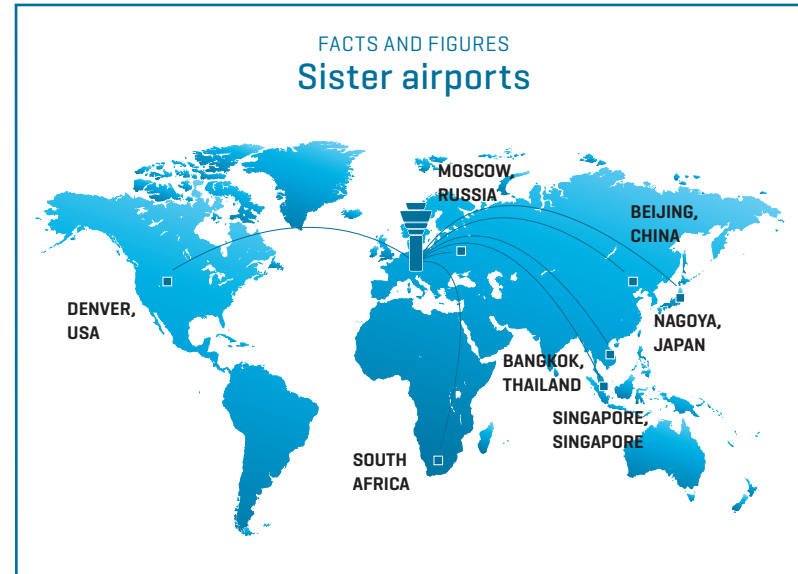 FACTS AND FIGURES
Sister airports
MOSCOW,
RUSSIA
BEIJING,
CHINA
DENVER,
USA
NAGOYA,
JAPAN
BANGKOK,
THAILAND
SINGAPORE,
SINGAPORE
SOUTH
AFRICA